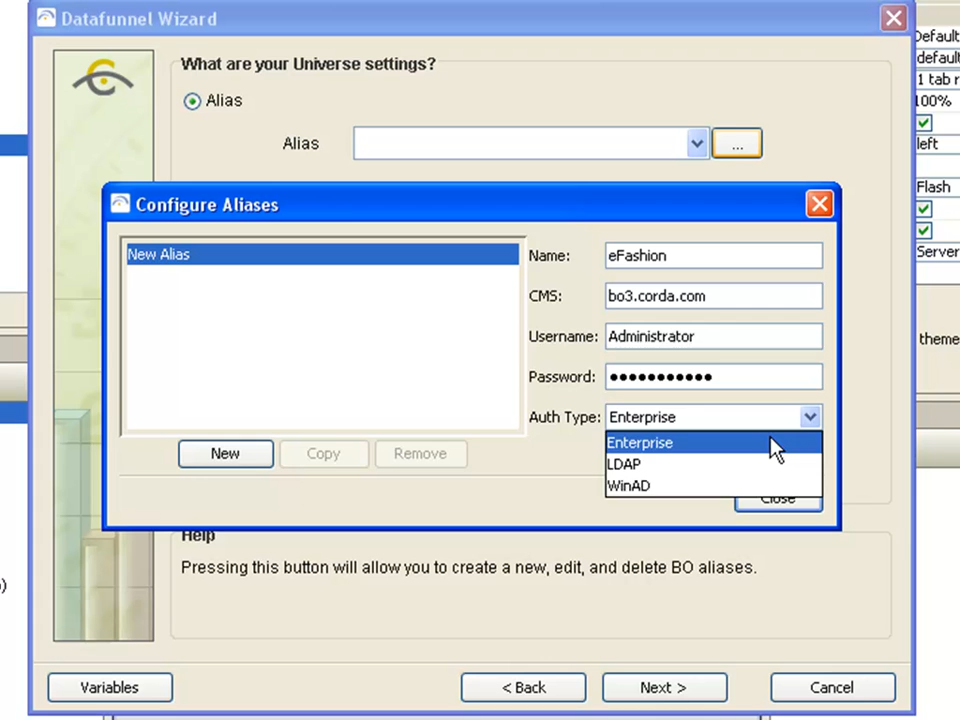 Datafunnel Wizard
What are your Universe settings?
Alias
Alias
...
Configure Aliases
New Alias
Name: eFashion
CMS: bo3.corda.com
Username: Administrator
Password: ●●●●●●●●●●●
Auth Type: Enterprise
Enterprise
LDAP
WinAD
New Copy Remove
Close
Help
Pressing this button will allow you to create a new, edit, and delete BO aliases.
Variables < Back Next > Cancel
Default
default
1 tab r
100%
left
Flash
Server
theme
)